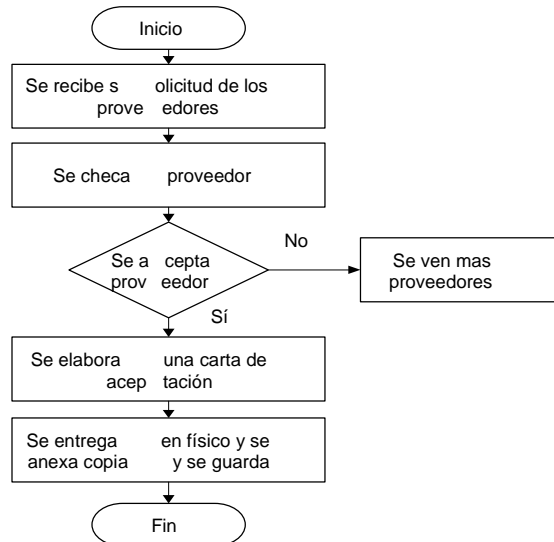 Inicio
Se recibe s olicitud de los
prove edores
Se checa proveedor
Se a cepta
prov eedor
No
Se ven mas
proveedores
Sí
Se elabora una carta de
acep tación
Se entrega en físico y se
anexa copia y se guarda
Fin